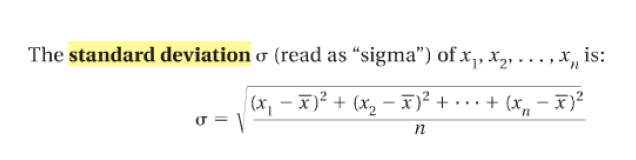 The standard deviation σ (read as “sigma”) of x₁, x₂, . . . , xₙ is:
σ = √((x₁ − x̅)² + (x₂ − x̅)² + · · · + (xₙ − x̅)² / n)